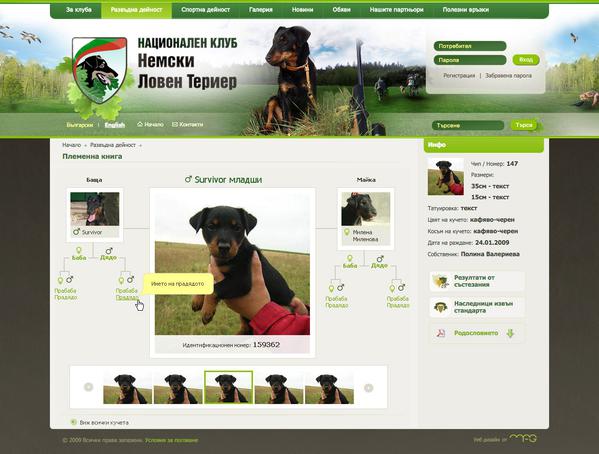 За клуба
Развъдна дейност
Спортна дейност
Галерия
Новини
Обяви
Нашите партньори
Полезни връзки
НАЦИОНАЛЕН КЛУБ
Немски
Ловен Териер
Потребител
Парола
Вход
Регистрация | Забравена парола
Български | English
Начало
Контакти
Търсене
Търси
Начало
Развъдна дейност
Племенна книга
Баща
Survivor младши
Майка
Survivor
Милена
Миленова
Баба
Дядо
Баба
Дядо
Прабаба
Прадядо
Прабаба
Прадядо
Прабаба
Прадядо
Прабаба
Прадядо
Името на прадядото
Идентификационен номер: 159362
Виж всички кучета
Инфо
Чип / Номер: 147
Размери:
35см - текст
15см - текст
Татуировка: текст
Цвят на кучето: кафяво-черен
Косъм на кучето: кафяво-черен
Дата на раждане: 24.01.2009
Собственик: Полина Валериева
Резултати от
състезания
Наследници извън
стандарта
Родословието
© 2009 Всички права запазени. Условия за ползване
Уеб дизайн от